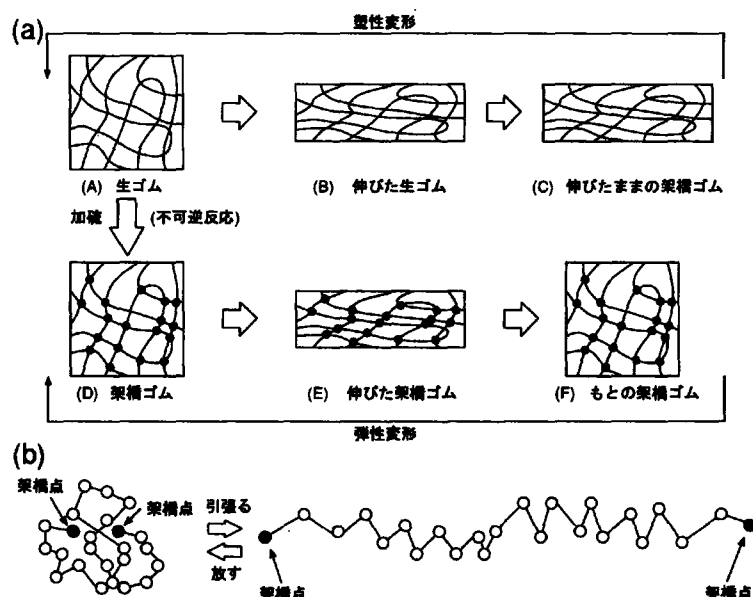 (a)
塑性変形
(A) 生ゴム
(B) 伸びた生ゴム
(C) 伸びたままの架橋ゴム
加硫 (不可逆反応)
(D) 架橋ゴム
(E) 伸びた架橋ゴム
(F) もとの架橋ゴム
弾性変形
(b)
架橋点
架橋点
引張る
放す
架橋点
架橋点